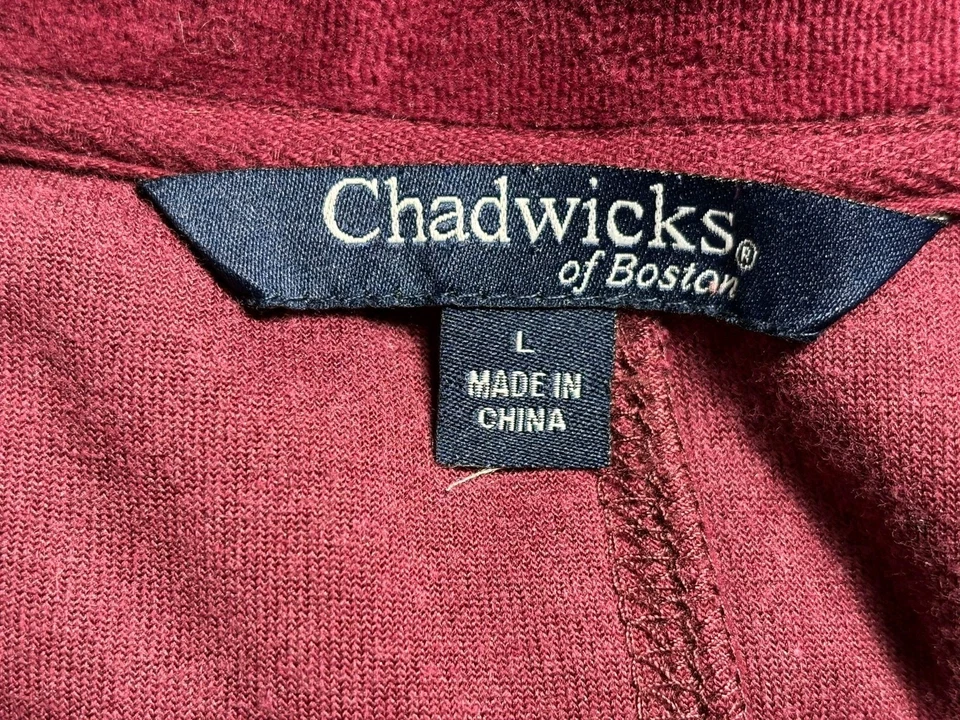 Chadwicks®
of Boston
L
MADE IN
CHINA